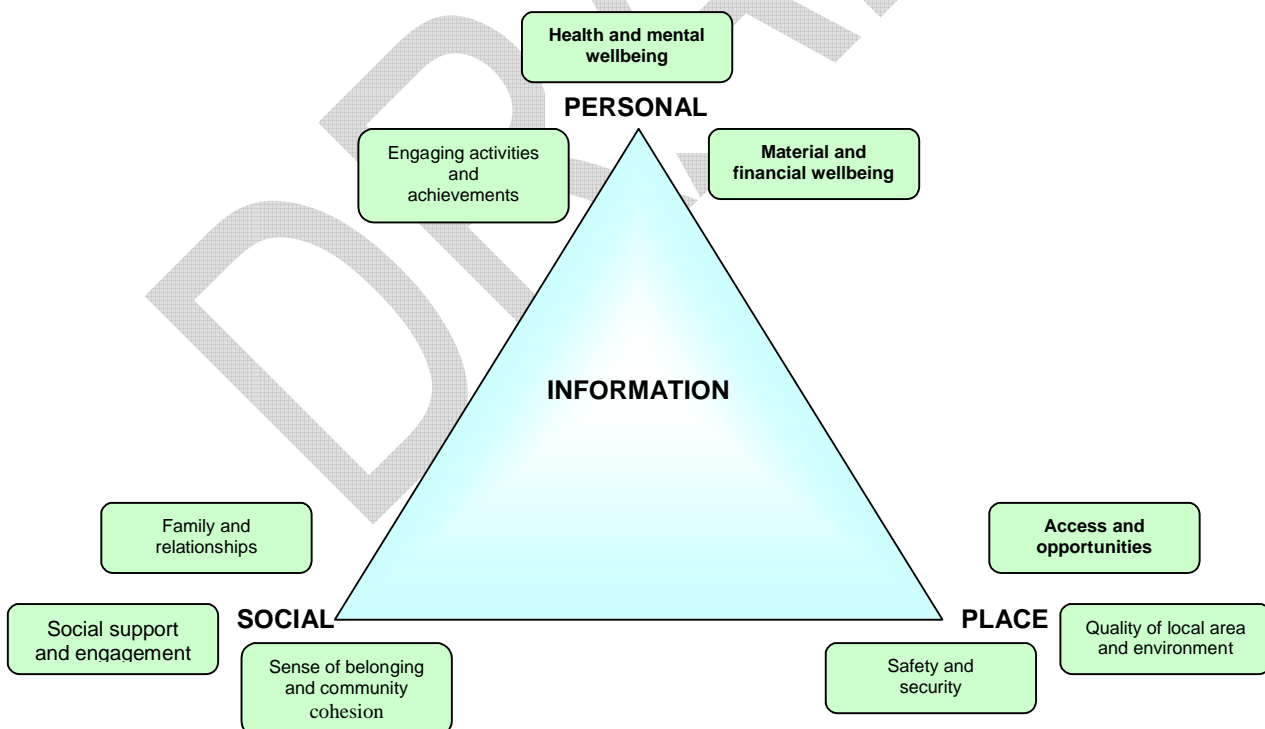 Health and mental
wellbeing
PERSONAL
Engaging activities
and
achievements
Material and
financial wellbeing
INFORMATION
Family and
relationships
Access and
opportunities
Social support
and engagement
SOCIAL
Sense of belonging
and community
cohesion
PLACE
Safety and
security
Quality of local area
and environment